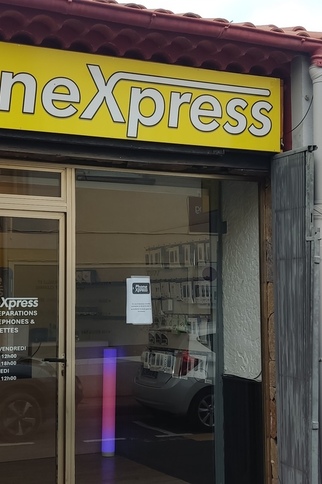 neXpress
Xpress
EPARATIONS
EPHONES &
ETTES
VENDREDI
12h00
18h00
EDI
12h00